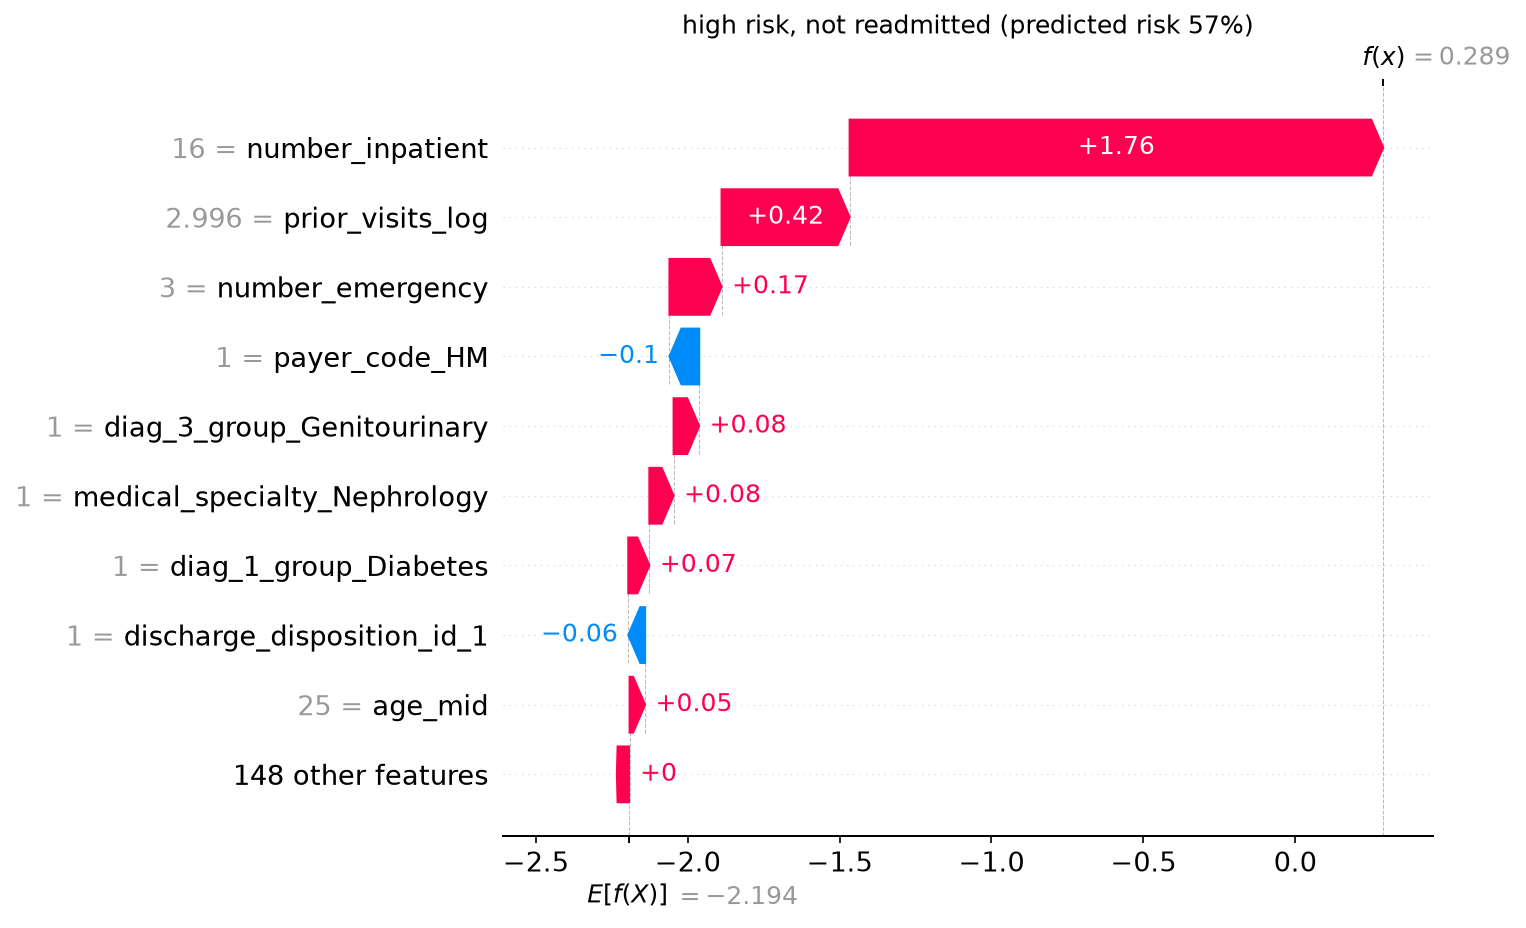 high risk, not readmitted (predicted risk 57%)
f(x) = 0.289
16 = number_inpatient +1.76
2.996 = prior_visits_log +0.42
3 = number_emergency +0.17
1 = payer_code_HM −0.1
1 = diag_3_group_Genitourinary +0.08
1 = medical_specialty_Nephrology +0.08
1 = diag_1_group_Diabetes +0.07
1 = discharge_disposition_id_1 −0.06
25 = age_mid +0.05
148 other features +0
−2.5 −2.0 −1.5 −1.0 −0.5 0.0
E[f(X)] = −2.194